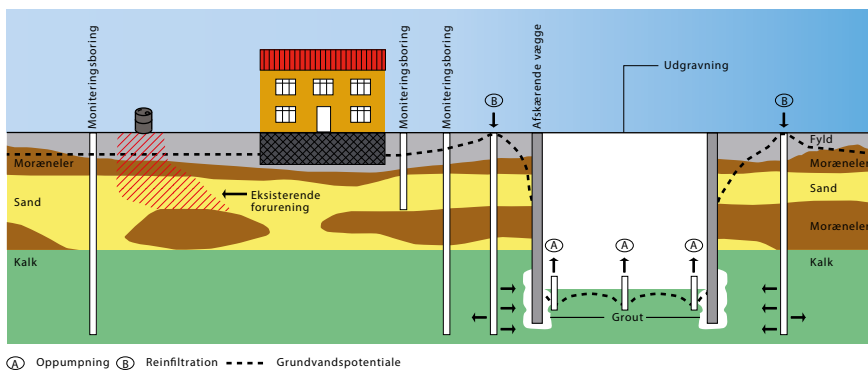 Moniteringsboring
Moniteringsboring
Moniteringsboring
Afskærende vægge
Udgravning
B
B
Fyld
Moræneler
Moræneler
Sand
Sand
Eksisterende
forurening
Moræneler
A
A
A
Kalk
Kalk
Grout
A Oppumpning B Reinfiltration Grundvandspotentiale